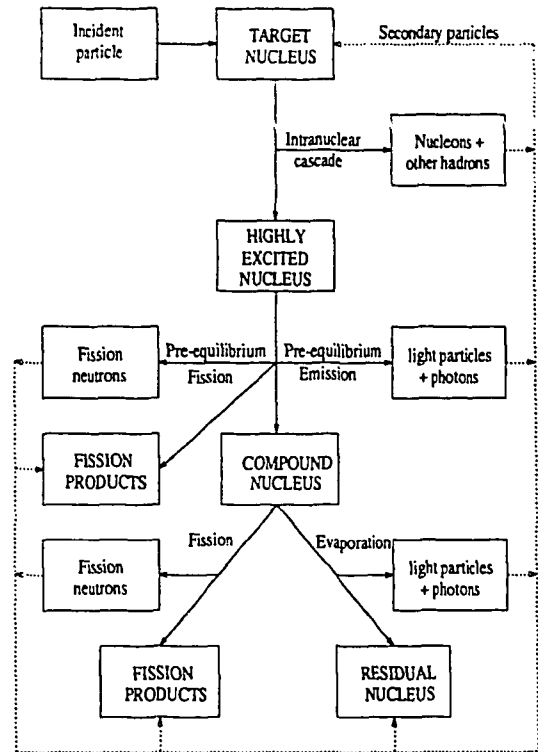 Incident
particle
TARGET
NUCLEUS
Secondary particles
Intranuclear
cascade
Nucleons +
other hadrons
HIGHLY
EXCITED
NUCLEUS
Fission
neutrons
Pre-equilibrium
Fission
Pre-equilibrium
Emission
light particles
+ photons
FISSION
PRODUCTS
COMPOUND
NUCLEUS
Fission
Evaporation
Fission
neutrons
light particles
+ photons
FISSION
PRODUCTS
RESIDUAL
NUCLEUS